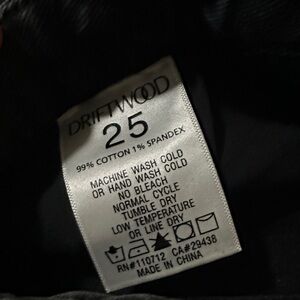 DRIFTWOOD
25
99% COTTON 1% SPANDEX
MACHINE WASH COLD
OR HAND WASH COLD
NO BLEACH
NORMAL CYCLE
TUMBLE DRY
LOW TEMPERATURE
OR LINE DRY
RN#110712 CA#29438
MADE IN CHINA